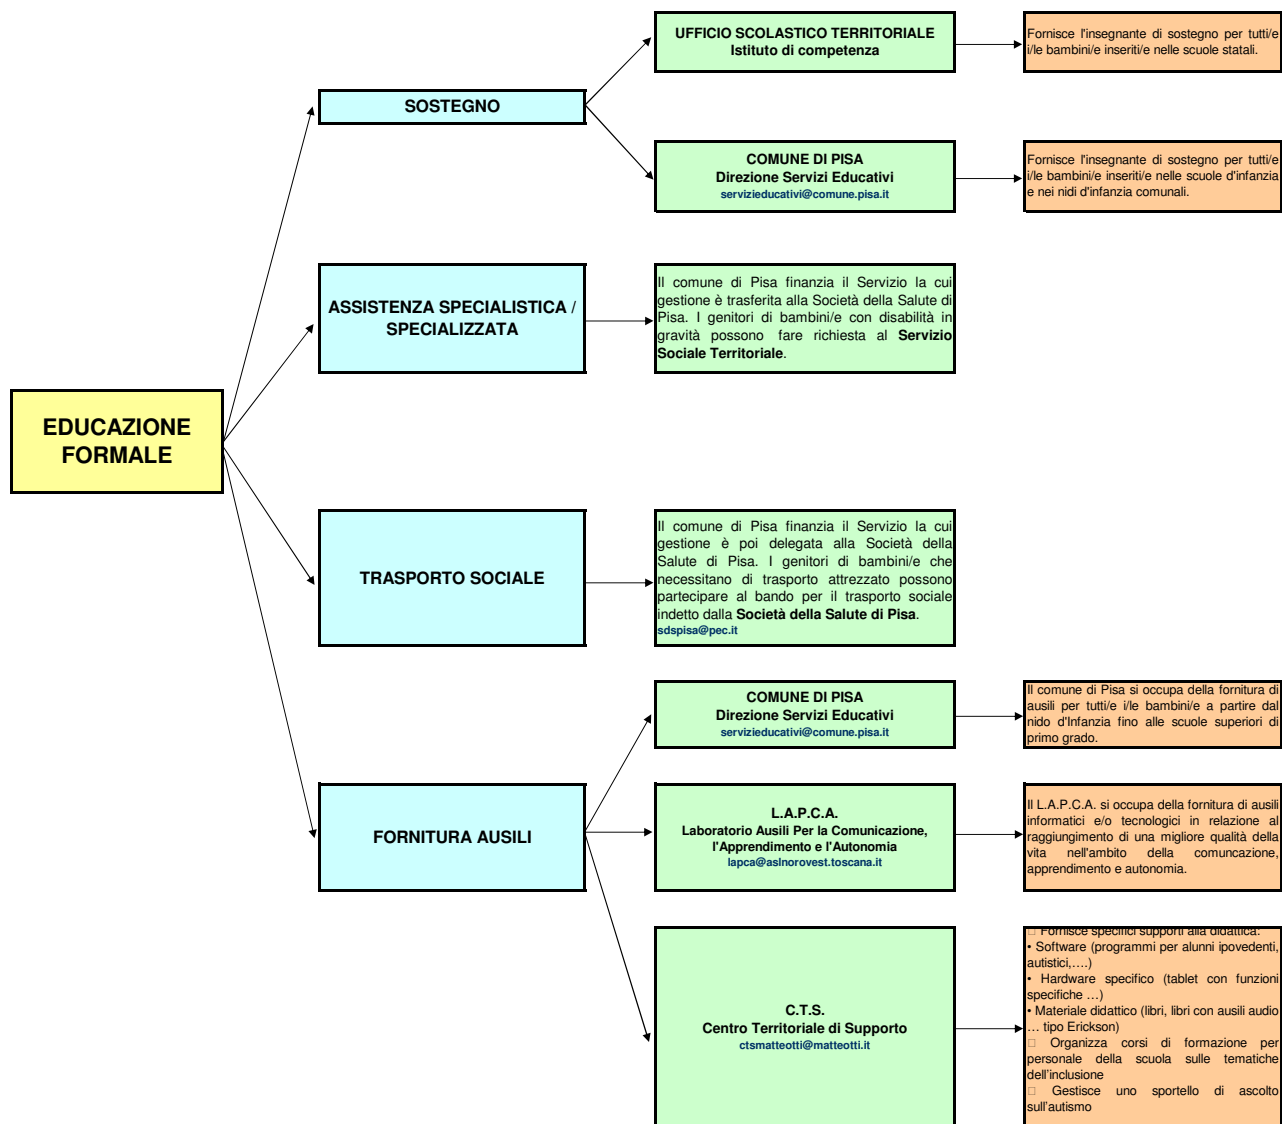 EDUCAZIONE
FORMALE
SOSTEGNO
UFFICIO SCOLASTICO TERRITORIALE
Istituto di competenza
Fornisce l'insegnante di sostegno per tutti/e
i/le bambini/e inseriti/e nelle scuole statali.
COMUNE DI PISA
Direzione Servizi Educativi
servizieducativi@comune.pisa.it
Fornisce l'insegnante di sostegno per tutti/e
i/le bambini/e inseriti/e nelle scuole d'infanzia
e nei nidi d'infanzia comunali.
ASSISTENZA SPECIALISTICA /
SPECIALIZZATA
Il comune di Pisa finanzia il Servizio la cui
gestione è trasferita alla Società della Salute di
Pisa. I genitori di bambini/e con disabilità in
gravità possono fare richiesta al Servizio
Sociale Territoriale.
TRASPORTO SOCIALE
Il comune di Pisa finanzia il Servizio la cui
gestione è poi delegata alla Società della
Salute di Pisa. I genitori di bambini/e che
necessitano di trasporto attrezzato possono
partecipare al bando per il trasporto sociale
indetto dalla Società della Salute di Pisa.
sdspisa@pec.it
FORNITURA AUSILI
COMUNE DI PISA
Direzione Servizi Educativi
servizieducativi@comune.pisa.it
Il comune di Pisa si occupa della fornitura di
ausili per tutti/e i/le bambini/e a partire dal
nido d'Infanzia fino alle scuole superiori di
primo grado.
L.A.P.C.A.
Laboratorio Ausili Per la Comunicazione,
l'Apprendimento e l'Autonomia
lapca@aslnorovest.toscana.it
Il L.A.P.C.A. si occupa della fornitura di ausili
informatici e/o tecnologici in relazione al
raggiungimento di una migliore qualità della
vita nell'ambito della comuncazione,
apprendimento e autonomia.
C.T.S.
Centro Territoriale di Supporto
ctsmatteotti@matteotti.it
□ Fornisce specifici supporti alla didattica:
• Software (programmi per alunni ipovedenti,
autistici,….)
• Hardware specifico (tablet con funzioni
specifiche …)
• Materiale didattico (libri, libri con ausili audio
… tipo Erickson)
□ Organizza corsi di formazione per
personale della scuola sulle tematiche
dell'inclusione
□ Gestisce uno sportello di ascolto
sull'autismo